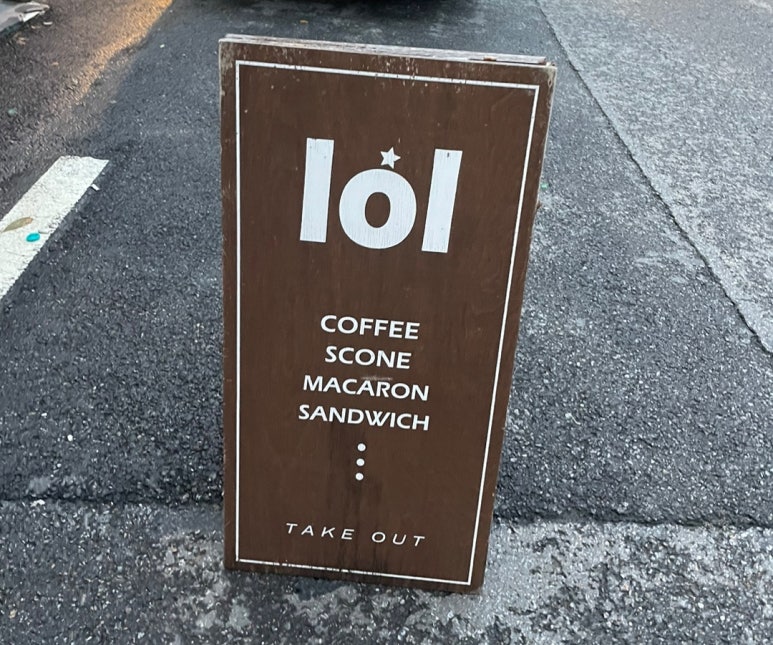 lol
COFFEE
SCONE
MACARON
SANDWICH
TAKE OUT